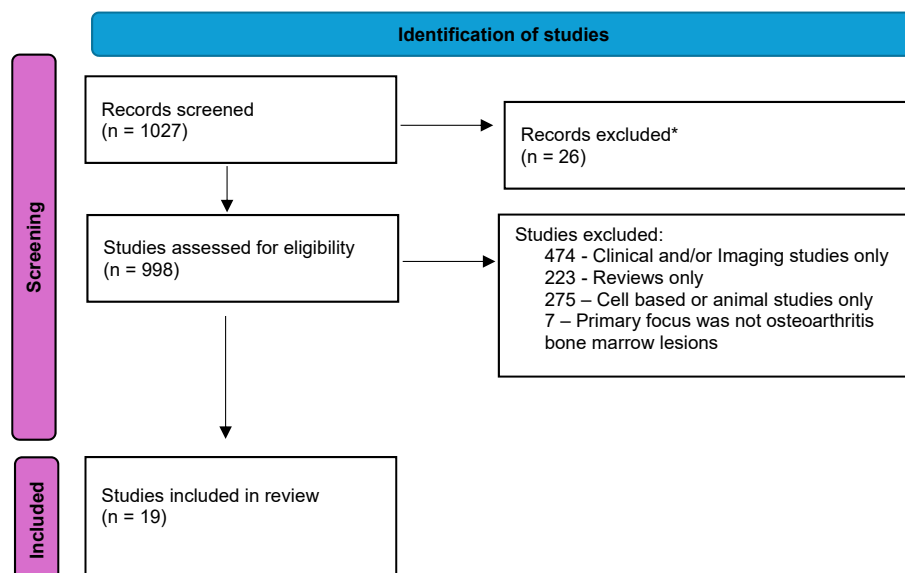 Identification of studies
Screening
Records screened
(n = 1027)
Records excluded*
(n = 26)
Studies assessed for eligibility
(n = 998)
Studies excluded:
474 - Clinical and/or Imaging studies only
223 - Reviews only
275 – Cell based or animal studies only
7 – Primary focus was not osteoarthritis
bone marrow lesions
Included
Studies included in review
(n = 19)